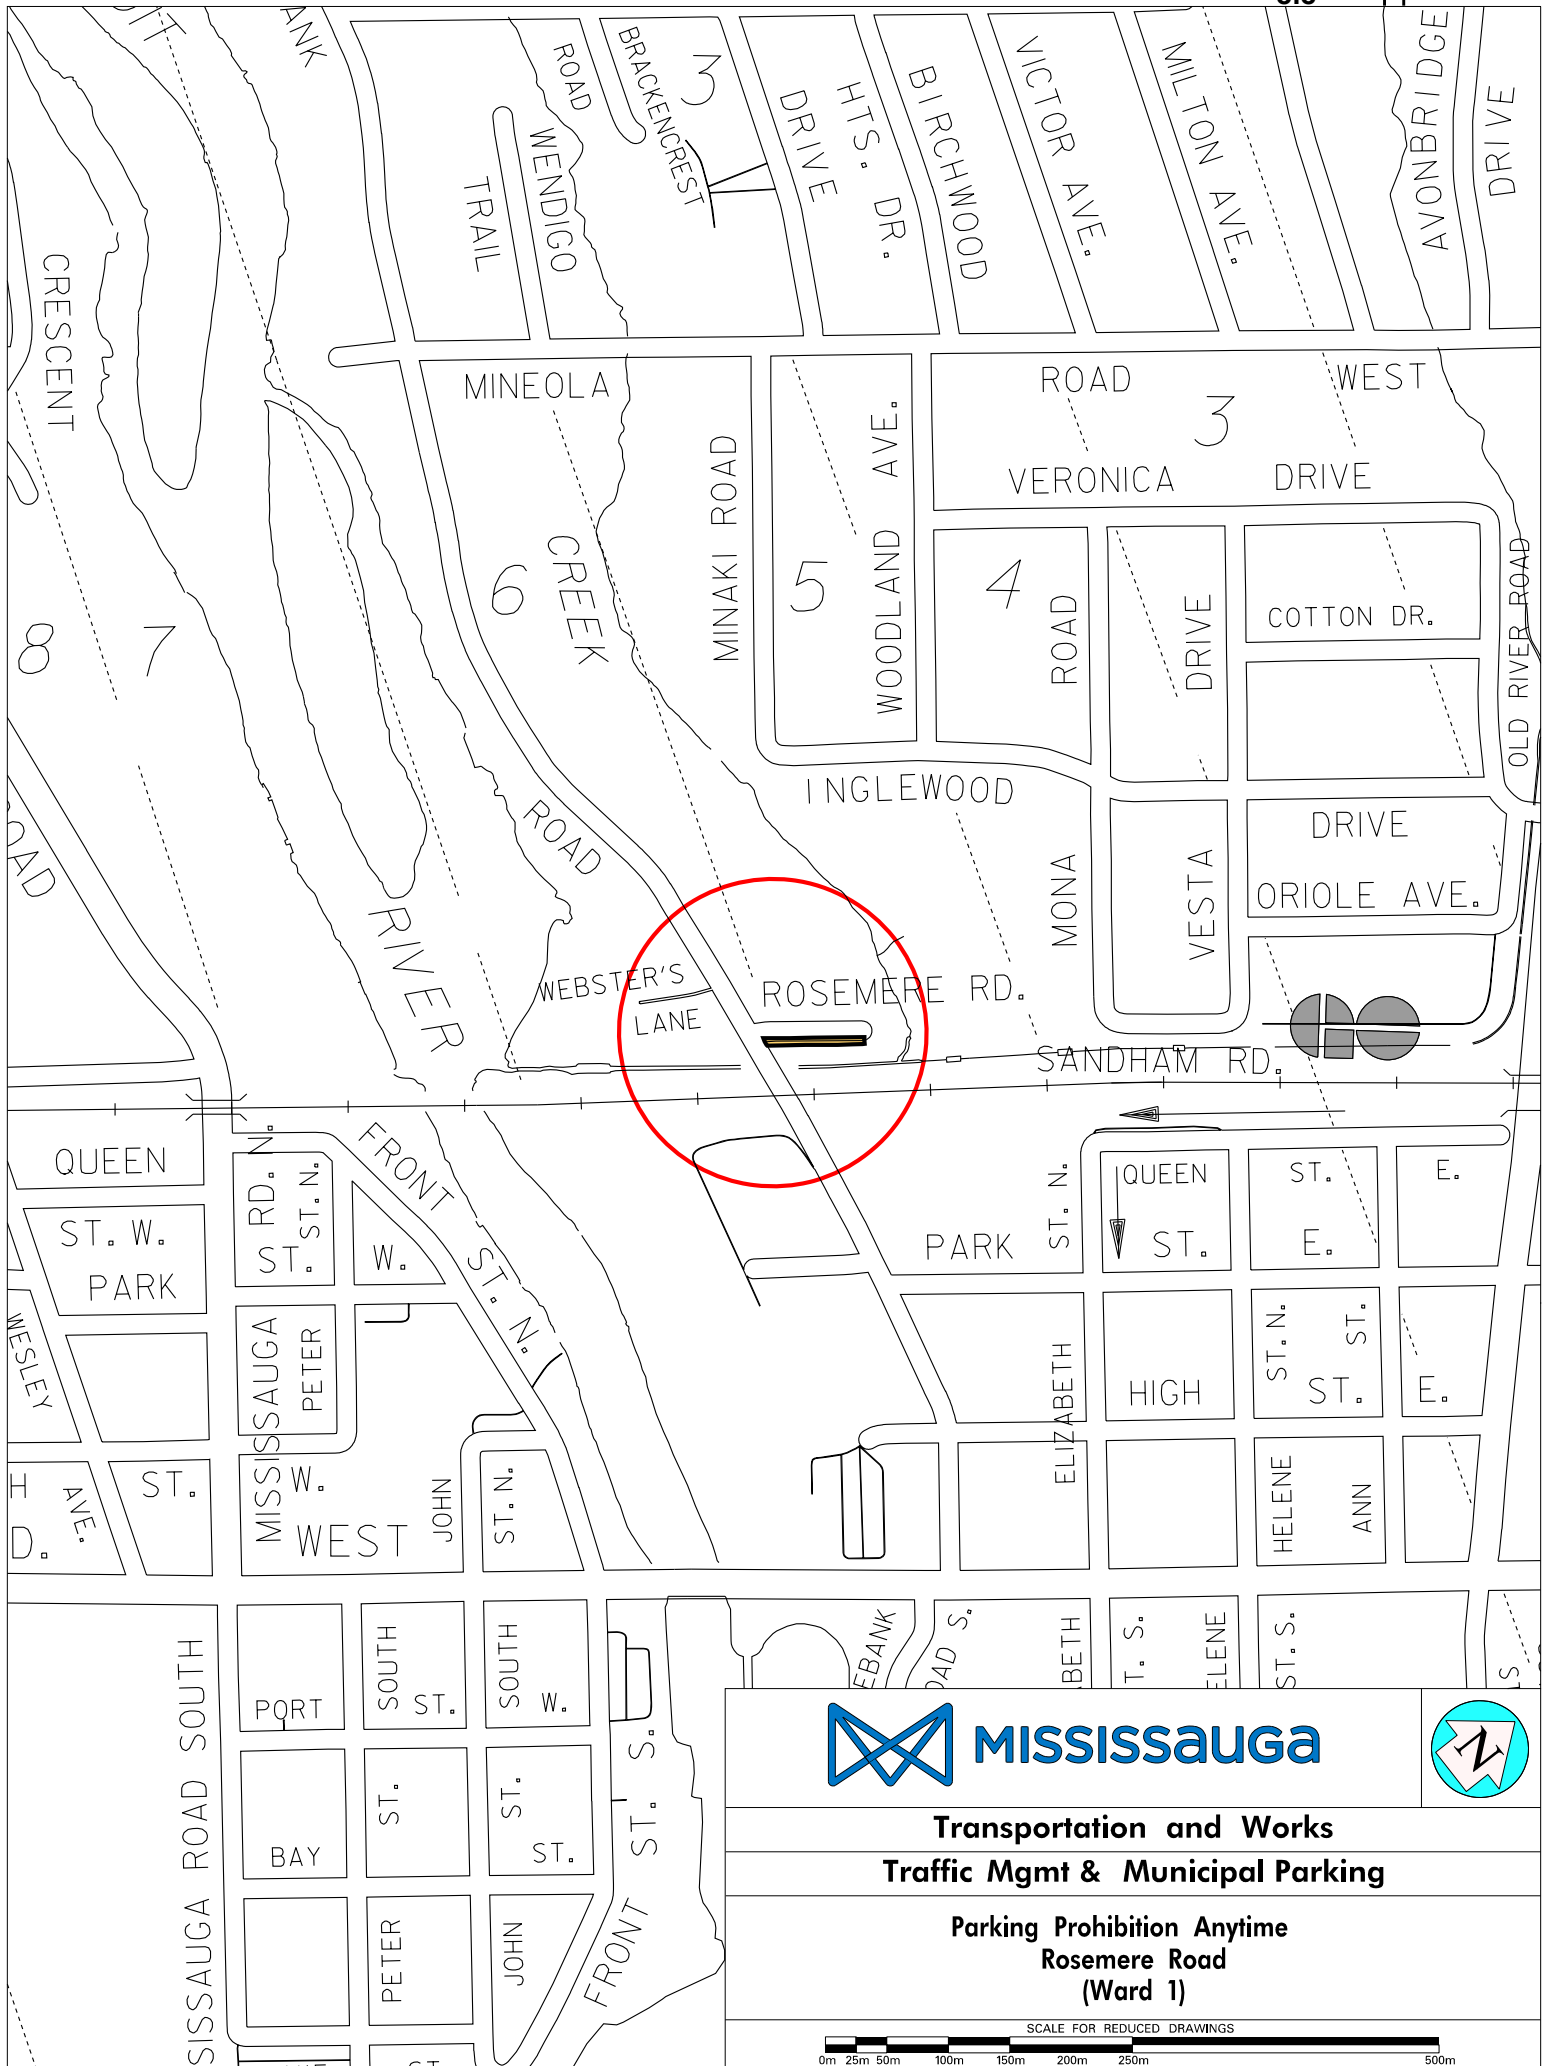 BRACKENCREST
ROAD
3
DRIVE
HTS. DR.
BIRCHWOOD
VICTOR AVE.
MILTON AVE.
AVONBRIDGE
DRIVE
WENDIGO
TRAIL
CRESCENT
MINEOLA
ROAD
WEST
3
VERONICA
DRIVE
MINAKI ROAD
WOODLAND AVE.
CREEK
6
5
4
ROAD
DRIVE
COTTON DR.
OLD RIVER ROAD
8
7
INGLEWOOD
DRIVE
ROAD
MONA
VESTA
ORIOLE AVE.
RIVER
WEBSTER'S
LANE
ROSEMERE RD.
SANDHAM RD.
QUEEN
ST. W.
PARK
RD. N.
ST. N.
ST.
W.
FRONT
ST. N.
PARK
ST. N.
QUEEN
ST.
E.
ST.
E.
WESLEY
AVE.
MISSISSAUGA
PETER
ELIZABETH
HIGH
ST. N.
ST.
ST.
E.
ST.
W.
WEST
JOHN
ST. N.
HELENE
ANN
MISSISSAUGA
Transportation and Works
Traffic Mgmt & Municipal Parking
Parking Prohibition Anytime
Rosemere Road
(Ward 1)
SCALE FOR REDUCED DRAWINGS
0m 25m 50m 100m 150m 200m 250m 500m
N
SOUTH
ST.
SOUTH
W.
PORT
BAY
ST.
ST.
ST.
PETER
JOHN
FRONT
ST. S.
SISSAUGA ROAD SOUTH
EBANK
OAD S.
BETH
T. S.
ELENE
ST. S.